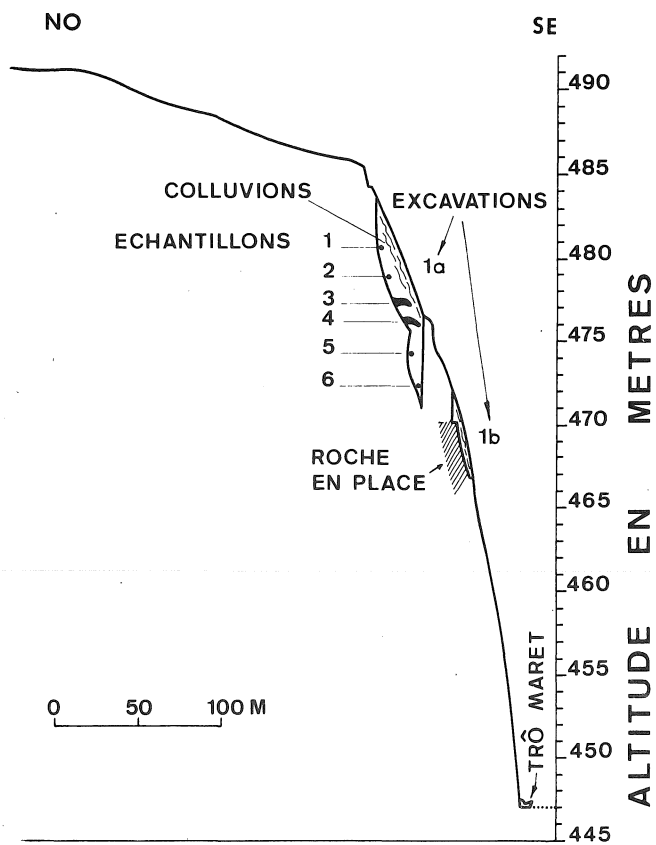 NO
SE
490
485
COLLUVIONS
EXCAVATIONS
ECHANTILLONS
1
1a
480
2
3
4
475
5
6
470
1b
ROCHE
EN PLACE
465
460
455
450
445
0 50 100 M
TRÔ MARET
ALTITUDE EN METRES